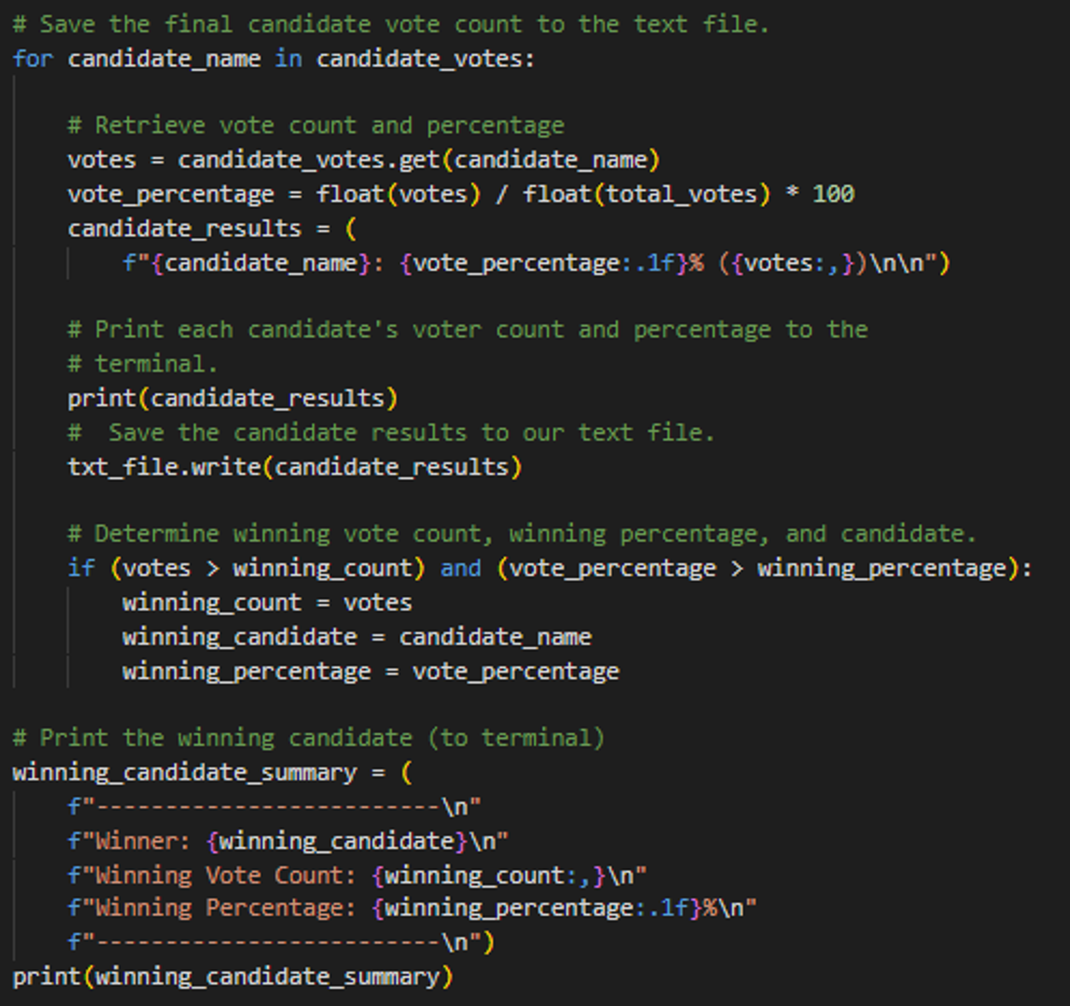 # Save the final candidate vote count to the text file.
for candidate_name in candidate_votes:
# Retrieve vote count and percentage
votes = candidate_votes.get(candidate_name)
vote_percentage = float(votes) / float(total_votes) * 100
candidate_results = (
f"{candidate_name}: {vote_percentage:.1f}% ({votes:,})\n\n")
# Print each candidate's voter count and percentage to the
# terminal.
print(candidate_results)
#  Save the candidate results to our text file.
txt_file.write(candidate_results)
# Determine winning vote count, winning percentage, and candidate.
if (votes > winning_count) and (vote_percentage > winning_percentage):
winning_count = votes
winning_candidate = candidate_name
winning_percentage = vote_percentage
# Print the winning candidate (to terminal)
winning_candidate_summary = (
f"-------------------------\n"
f"Winner: {winning_candidate}\n"
f"Winning Vote Count: {winning_count:,}\n"
f"Winning Percentage: {winning_percentage:.1f}%\n"
f"-------------------------\n")
print(winning_candidate_summary)